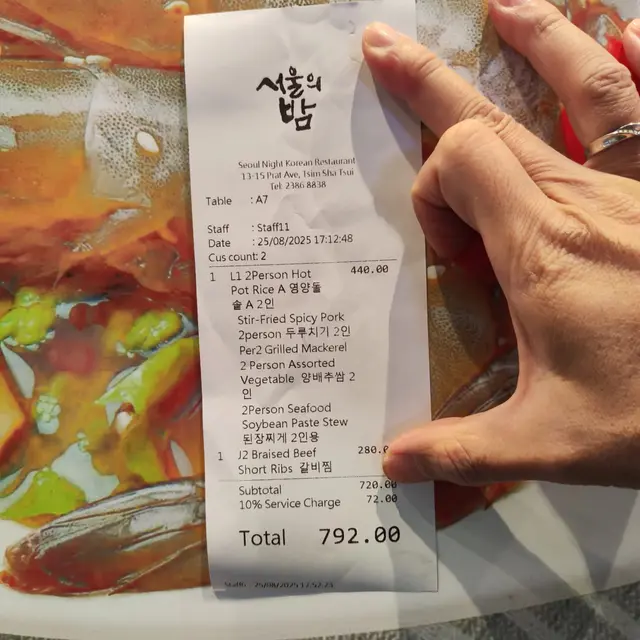 서울의
밤
Seoul Night Korean Restaurant
13-15 Prat Ave, Tsim Sha Tsui
Tel: 2386 8838
Table : A7
Staff : Staff11
Date : 25/08/2025 17:12:48
Cus count: 2
1 L1 2Person Hot 440.00
Pot Rice A 영양돌
솥 A 2인
Stir-Fried Spicy Pork
2person 두루치기 2인
Per2 Grilled Mackerel
2 Person Assorted
Vegetable 양배추쌈 2
인
2Person Seafood
Soybean Paste Stew
된장찌게 2인용
1 J2 Braised Beef 280.0
Short Ribs 갈비찜
Subtotal 720.00
10% Service Charge 72.00
Total 792.00